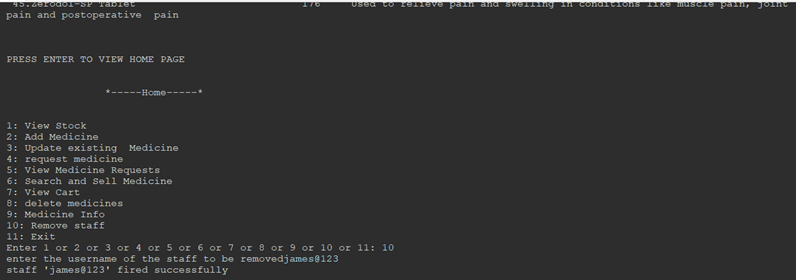 45.Zerodol-SP Tablet 176 Used to relieve pain and swelling in conditions like muscle pain, joint
pain and postoperative  pain
PRESS ENTER TO VIEW HOME PAGE
*-----Home-----*
1: View Stock
2: Add Medicine
3: Update existing  Medicine
4: request medicine
5: View Medicine Requests
6: Search and Sell Medicine
7: View Cart
8: delete medicines
9: Medicine Info
10: Remove staff
11: Exit
Enter 1 or 2 or 3 or 4 or 5 or 6 or 7 or 8 or 9 or 10 or 11: 10
enter the username of the staff to be removedjames@123
staff 'james@123' fired successfully